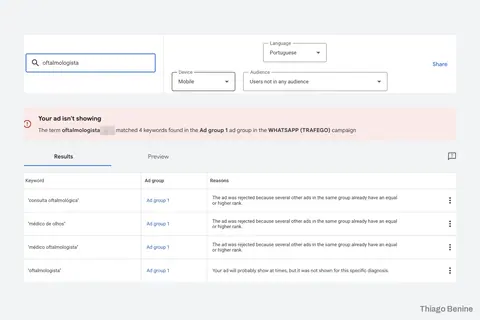 Language
Portuguese
oftalmologista
Share
Device
Mobile
Audience
Users not in any audience
Your ad isn't showing
The term oftalmologista matched 4 keywords found in the Ad group 1 ad group in the WHATSAPP (TRAFEGO) campaign
Results
Preview
Keyword
Ad group
Reasons
'consulta oftalmológica'
Ad group 1
The ad was rejected because several other ads in the same group already have an equal
or higher rank.
'médico de olhos'
Ad group 1
The ad was rejected because several other ads in the same group already have an equal
or higher rank.
'médico oftalmologista'
Ad group 1
The ad was rejected because several other ads in the same group already have an equal
or higher rank.
'oftalmologista'
Ad group 1
Your ad will probably show at times, but it was not shown for this specific diagnosis.
Thiago Benine